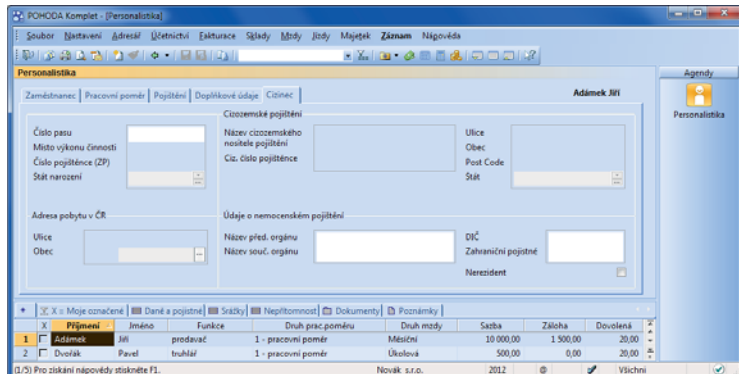 POHODA Komplet - [Personalistika]
Soubor Nastavení Adresář Účetnictví Fakturace Sklady Mzdy Jízdy Majetek Záznam Nápověda
Personalistika
Agendy
Zaměstnanec Pracovní poměr Pojištění Doplňkové údaje Cizinec
Adámek Jiří
Personalistika
Cizozemské pojištění
Číslo pasu
Místo výkonu činnosti
Číslo pojištěnce (ZP)
Stát narození
Název cizozemského
nositele pojištění
Ciz. číslo pojištěnce
Ulice
Obec
Post Code
Stát
Adresa pobytu v ČR
Ulice
Obec
Údaje o nemocenském pojištění
Název před. orgánu
Název souč. orgánu
DIČ
Zahraniční pojistné
Nerezident
* X = Moje označené Daně a pojistné Srážky Nepřítomnost Dokumenty Poznámky
X Příjmení Jméno Funkce Druh prac.poměru Druh mzdy Sazba Záloha Dovolená
1 Adámek Jiří prodavač 1 - pracovní poměr Měsíční 10 000,00 1 500,00 20,00
2 Dvořák Pavel truhlář 1 - pracovní poměr Úkolová 500,00 0,00 20,00
(1/5) Pro získání nápovědy stiskněte F1. Novák s.r.o. 2012 @ Všichni